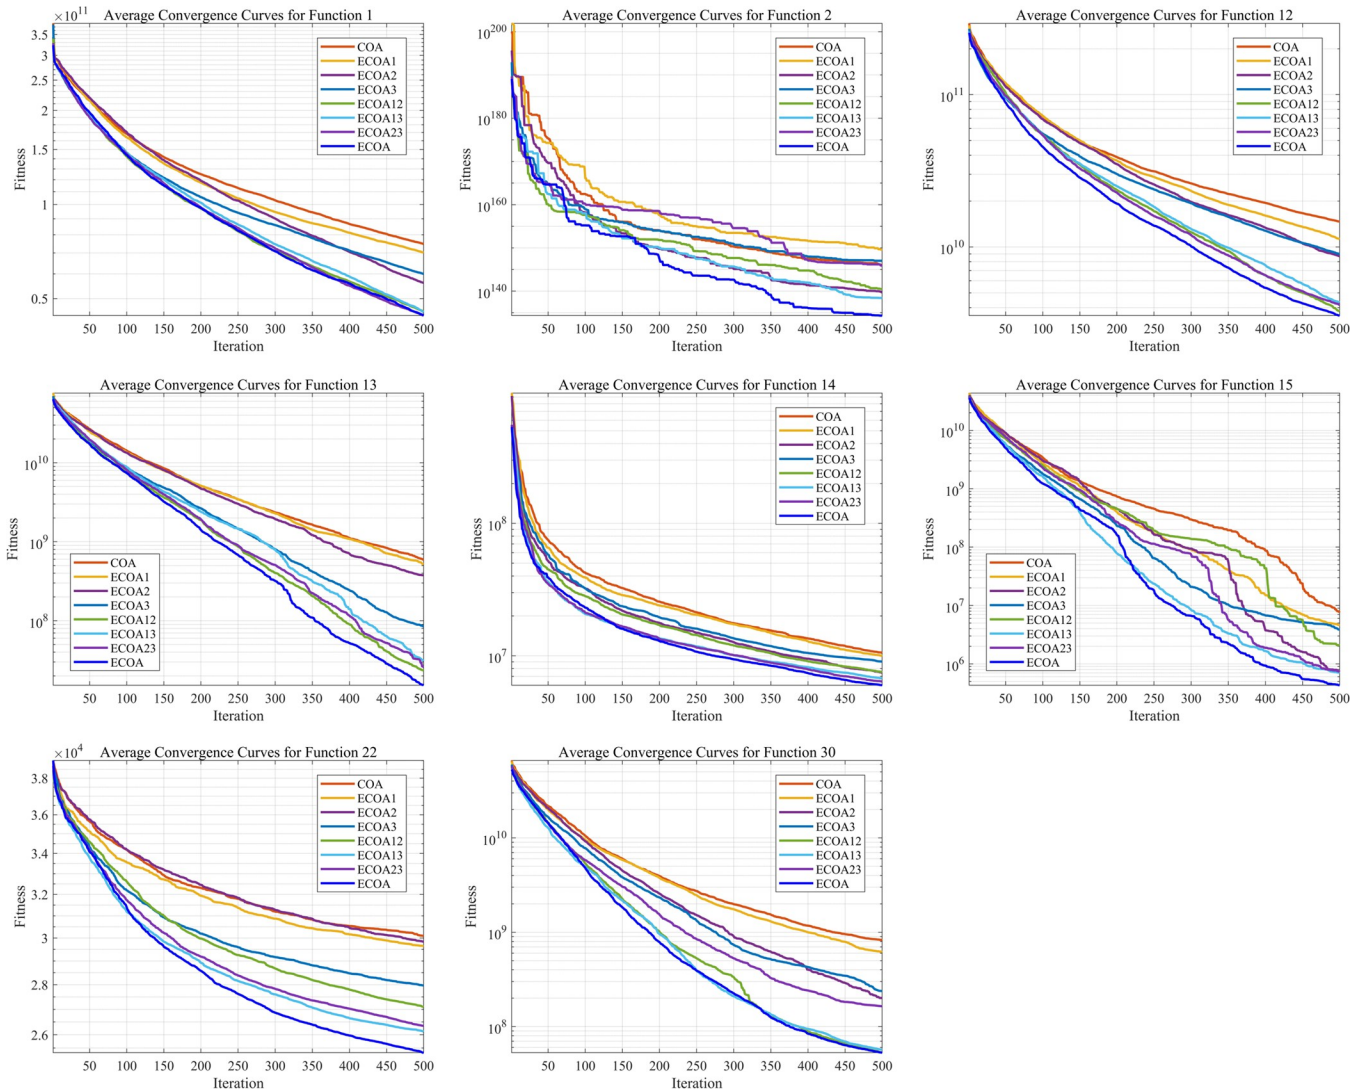 Average Convergence Curves for Function 1
×10^11
3.5
3
2.5
2
1.5
1
0.5
Fitness
50 100 150 200 250 300 350 400 450 500
Iteration
COA
ECOA1
ECOA2
ECOA3
ECOA12
ECOA13
ECOA23
ECOA
Average Convergence Curves for Function 2
10^200
10^180
10^160
10^140
Fitness
50 100 150 200 250 300 350 400 450 500
Iteration
COA
ECOA1
ECOA2
ECOA3
ECOA12
ECOA13
ECOA23
ECOA
Average Convergence Curves for Function 12
10^11
10^10
Fitness
50 100 150 200 250 300 350 400 450 500
Iteration
COA
ECOA1
ECOA2
ECOA3
ECOA12
ECOA13
ECOA23
ECOA
Average Convergence Curves for Function 13
10^10
10^9
10^8
Fitness
50 100 150 200 250 300 350 400 450 500
Iteration
COA
ECOA1
ECOA2
ECOA3
ECOA12
ECOA13
ECOA23
ECOA
Average Convergence Curves for Function 14
10^8
10^7
Fitness
50 100 150 200 250 300 350 400 450 500
Iteration
COA
ECOA1
ECOA2
ECOA3
ECOA12
ECOA13
ECOA23
ECOA
Average Convergence Curves for Function 15
10^10
10^9
10^8
10^7
10^6
Fitness
50 100 150 200 250 300 350 400 450 500
Iteration
COA
ECOA1
ECOA2
ECOA3
ECOA12
ECOA13
ECOA23
ECOA
Average Convergence Curves for Function 22
×10^4
3.8
3.6
3.4
3.2
3
2.8
2.6
Fitness
50 100 150 200 250 300 350 400 450 500
Iteration
COA
ECOA1
ECOA2
ECOA3
ECOA12
ECOA13
ECOA23
ECOA
Average Convergence Curves for Function 30
10^10
10^9
10^8
Fitness
50 100 150 200 250 300 350 400 450 500
Iteration
COA
ECOA1
ECOA2
ECOA3
ECOA12
ECOA13
ECOA23
ECOA